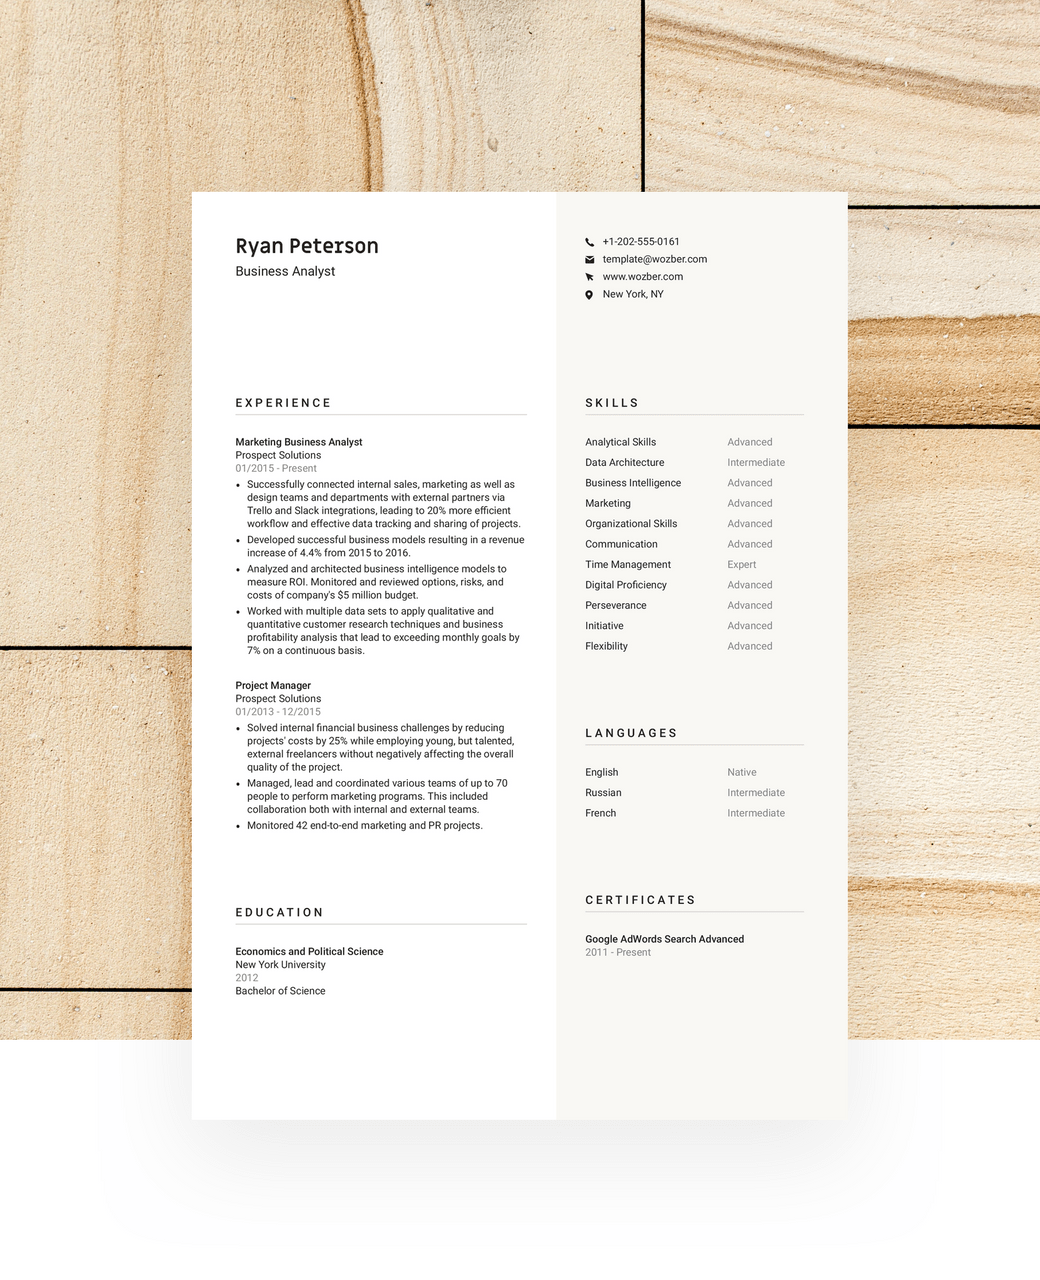 Ryan Peterson
Business Analyst
+1-202-555-0161
template@wozber.com
www.wozber.com
New York, NY
EXPERIENCE
Marketing Business Analyst
Prospect Solutions
01/2015 - Present
• Successfully connected internal sales, marketing as well as
design teams and departments with external partners via
Trello and Slack integrations, leading to 20% more efficient
workflow and effective data tracking and sharing of projects.
• Developed successful business models resulting in a revenue
increase of 4.4% from 2015 to 2016.
• Analyzed and architected business intelligence models to
measure ROI. Monitored and reviewed options, risks, and
costs of company's $5 million budget.
• Worked with multiple data sets to apply qualitative and
quantitative customer research techniques and business
profitability analysis that lead to exceeding monthly goals by
7% on a continuous basis.
Project Manager
Prospect Solutions
01/2013 - 12/2015
• Solved internal financial business challenges by reducing
projects' costs by 25% while employing young, but talented,
external freelancers without negatively affecting the overall
quality of the project.
• Managed, lead and coordinated various teams of up to 70
people to perform marketing programs. This included
collaboration both with internal and external teams.
• Monitored 42 end-to-end marketing and PR projects.
EDUCATION
Economics and Political Science
New York University
2012
Bachelor of Science
SKILLS
Analytical Skills Advanced
Data Architecture Intermediate
Business Intelligence Advanced
Marketing Advanced
Organizational Skills Advanced
Communication Advanced
Time Management Expert
Digital Proficiency Advanced
Perseverance Advanced
Initiative Advanced
Flexibility Advanced
LANGUAGES
English Native
Russian Intermediate
French Intermediate
CERTIFICATES
Google AdWords Search Advanced
2011 - Present